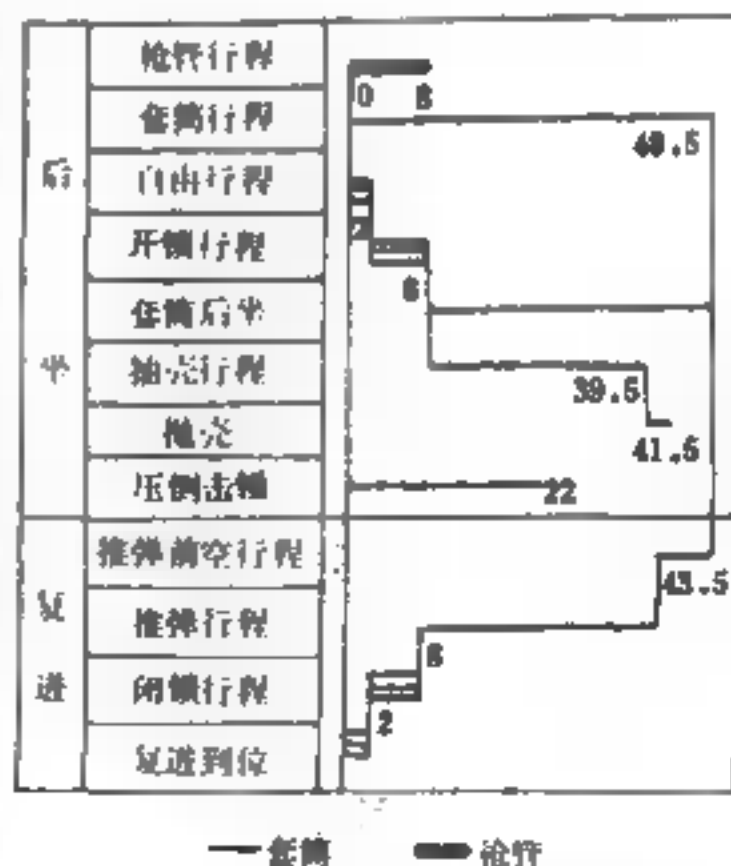 后坐
枪管行程
0 8
套筒行程
49.5
自由行程
2
开锁行程
6
套筒后坐
抽壳行程
39.5
抛壳
41.5
压倒击锤
22
复进
推弹前空行程
43.5
推弹行程
8
闭锁行程
2
复进到位
套筒 枪管